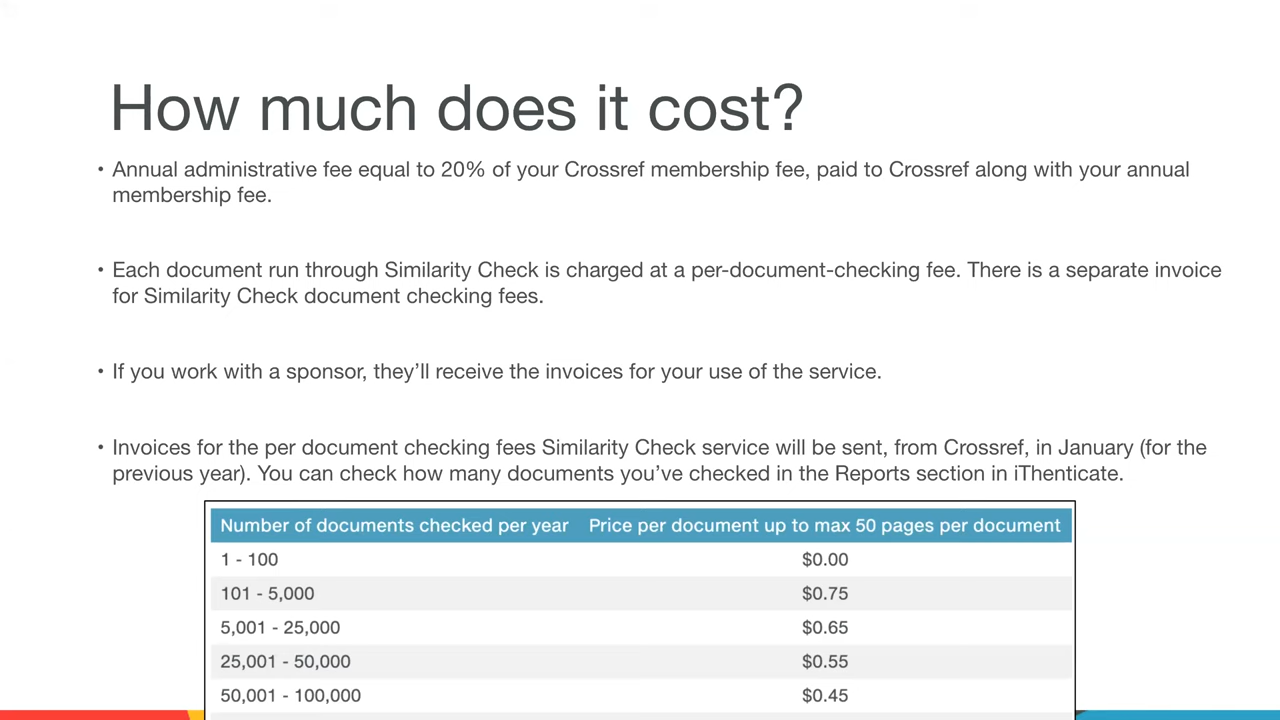 How much does it cost?
• Annual administrative fee equal to 20% of your Crossref membership fee, paid to Crossref along with your annual
membership fee.
• Each document run through Similarity Check is charged at a per-document-checking fee. There is a separate invoice
for Similarity Check document checking fees.
• If you work with a sponsor, they’ll receive the invoices for your use of the service.
• Invoices for the per document checking fees Similarity Check service will be sent, from Crossref, in January (for the
previous year). You can check how many documents you’ve checked in the Reports section in iThenticate.
Number of documents checked per year Price per document up to max 50 pages per document
1 - 100 $0.00
101 - 5,000 $0.75
5,001 - 25,000 $0.65
25,001 - 50,000 $0.55
50,001 - 100,000 $0.45